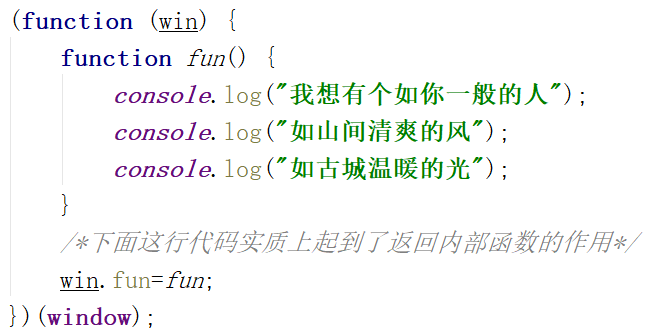 (function (win) {
    function fun() {
        console.log("我想有个如你一般的人");
        console.log("如山间清爽的风");
        console.log("如古城温暖的光");
    }
    /*下面这行代码实质上起到了返回内部函数的作用*/
    win.fun=fun;
})(window);